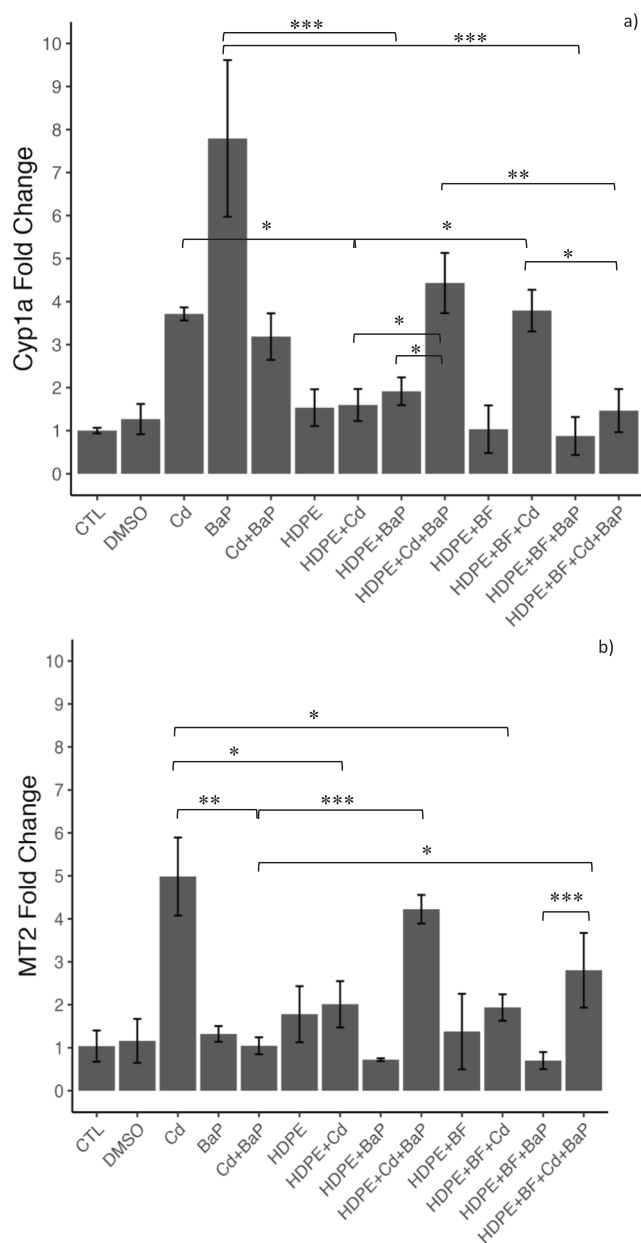 a)
***
***
**
*
*
*
*
*
Cyp1a Fold Change
10
9
8
7
6
5
4
3
2
1
0
CTL
DMSO
Cd
BaP
Cd+BaP
HDPE
HDPE+Cd
HDPE+BaP
HDPE+Cd+BaP
HDPE+BF
HDPE+BF+Cd
HDPE+BF+BaP
HDPE+BF+Cd+BaP
b)
*
*
**
***
*
***
MT2 Fold Change
10
9
8
7
6
5
4
3
2
1
0
CTL
DMSO
Cd
BaP
Cd+BaP
HDPE
HDPE+Cd
HDPE+BaP
HDPE+Cd+BaP
HDPE+BF
HDPE+BF+Cd
HDPE+BF+BaP
HDPE+BF+Cd+BaP